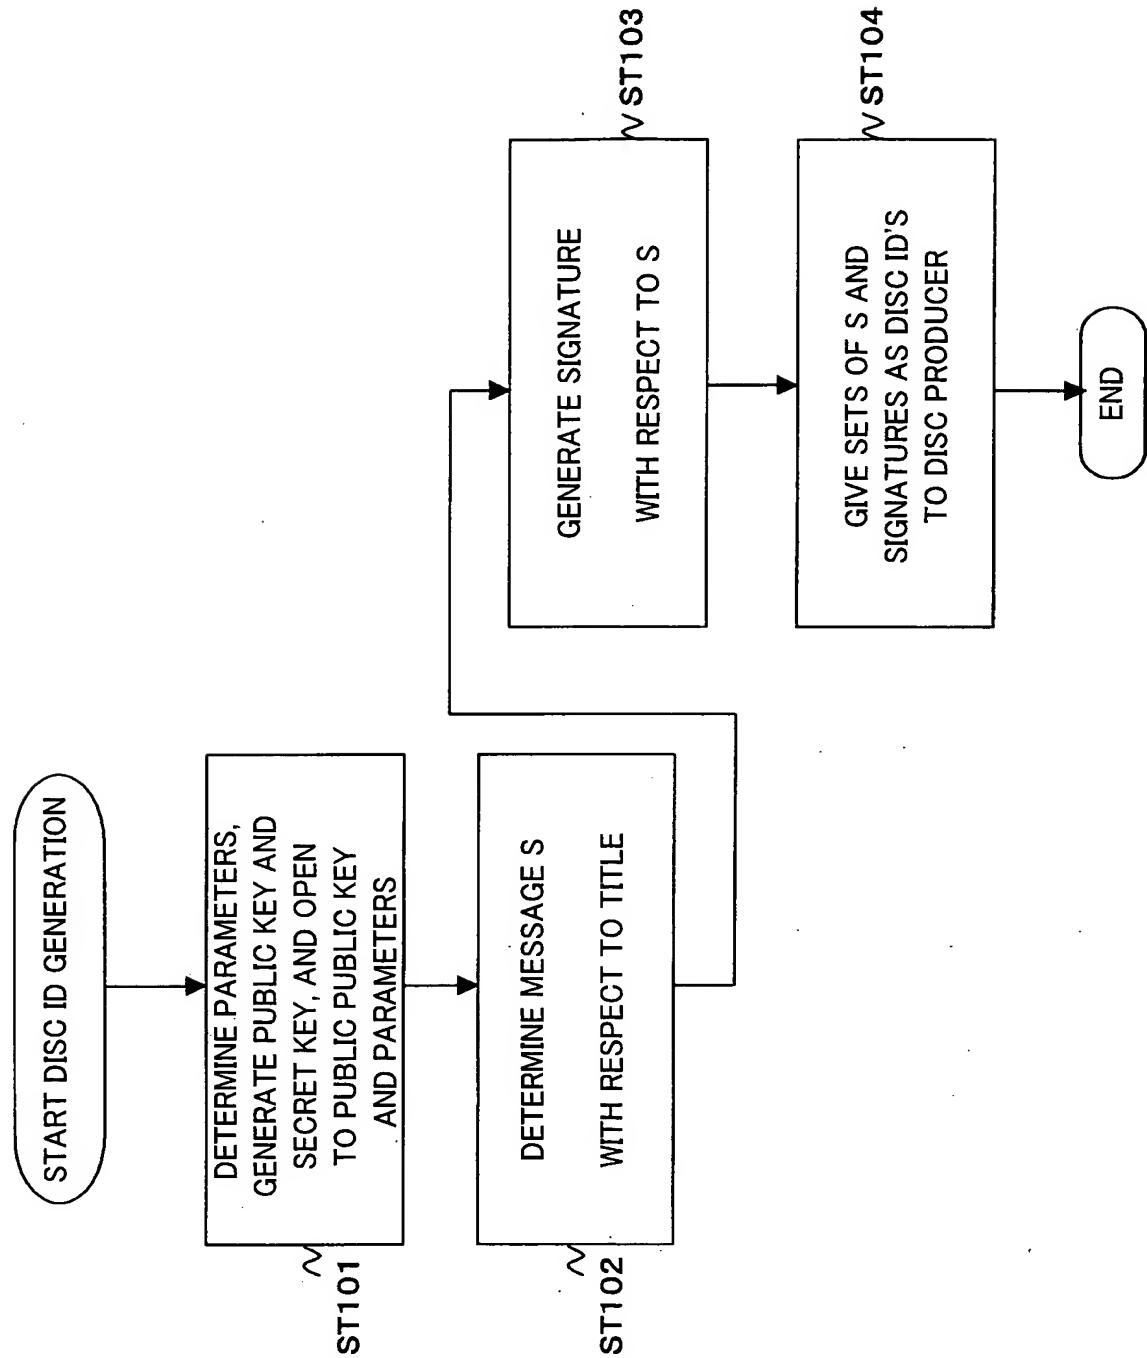 START DISC ID GENERATION
DETERMINE PARAMETERS,
GENERATE PUBLIC KEY AND
SECRET KEY, AND OPEN
TO PUBLIC PUBLIC KEY
AND PARAMETERS
ST101
DETERMINE MESSAGE S
WITH RESPECT TO TITLE
ST102
GENERATE SIGNATURE
WITH RESPECT TO S
ST103
GIVE SETS OF S AND
SIGNATURES AS DISC ID'S
TO DISC PRODUCER
ST104
END